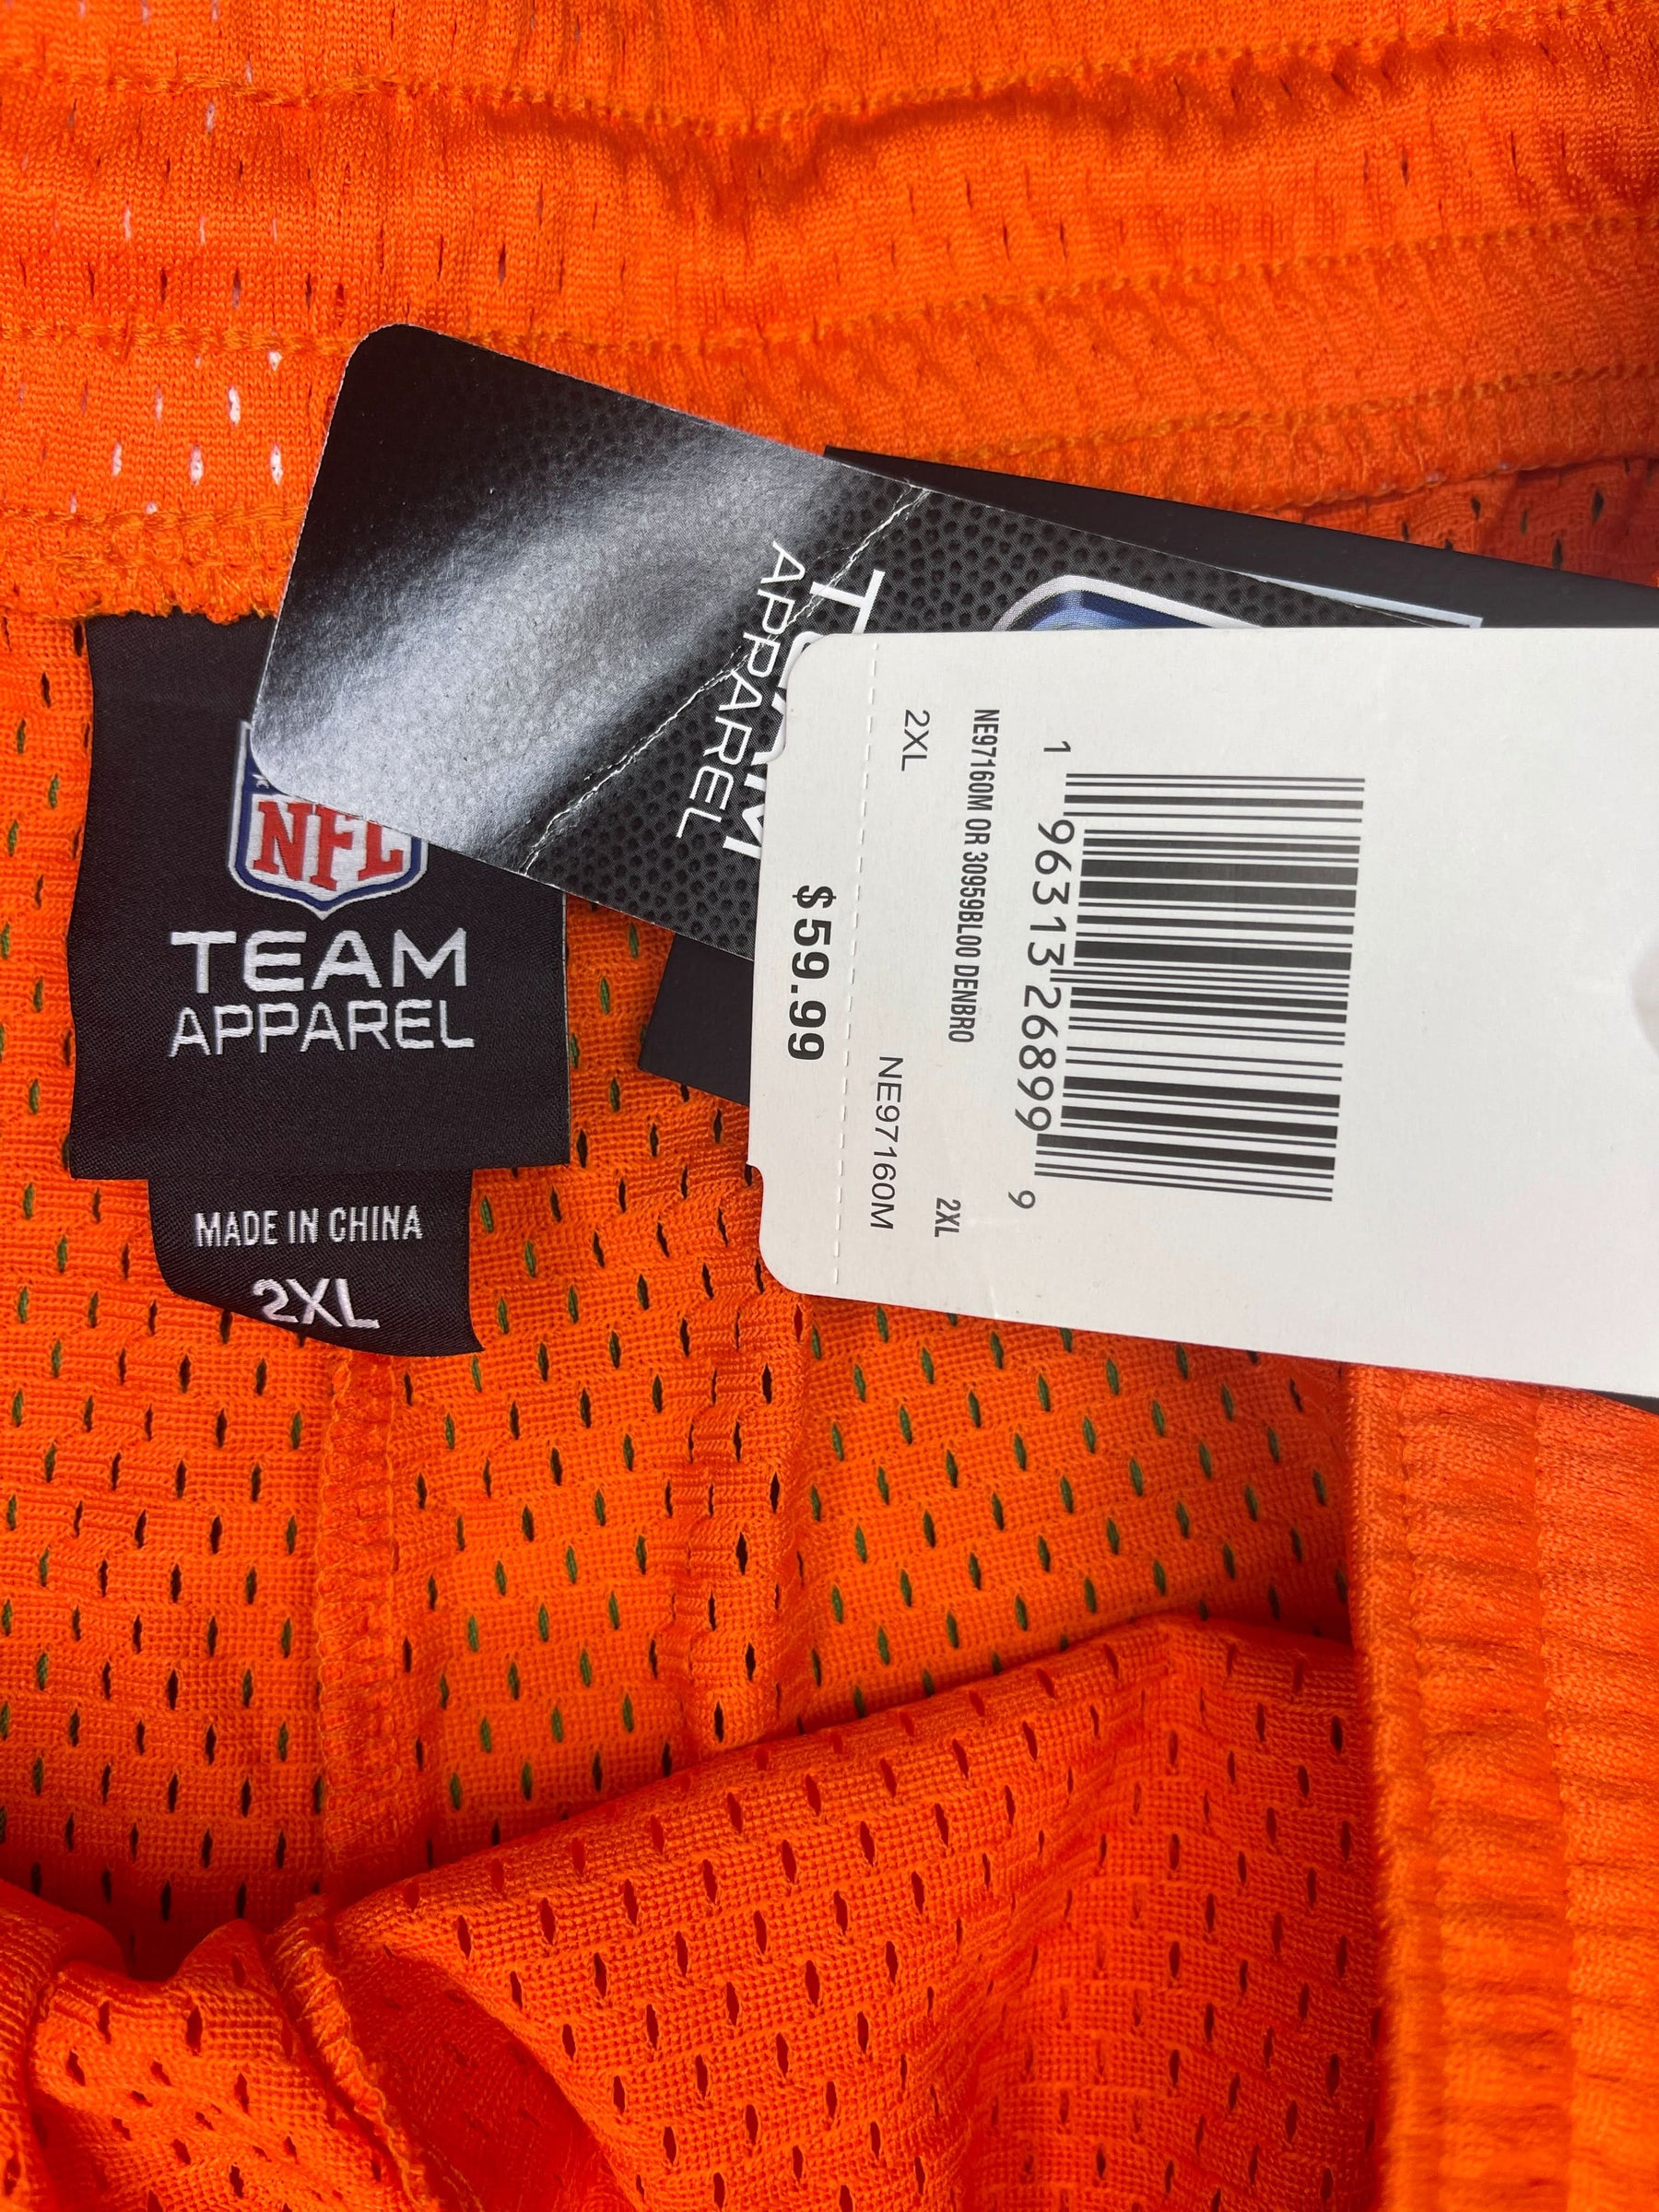 NFL
TEAM
APPAREL
MADE IN CHINA
2XL
TEAM
APPAREL
1 96313 26899 9
NE97160M OR 30959BL00 DENBRO 2XL
2XL NE97160M
$59.99